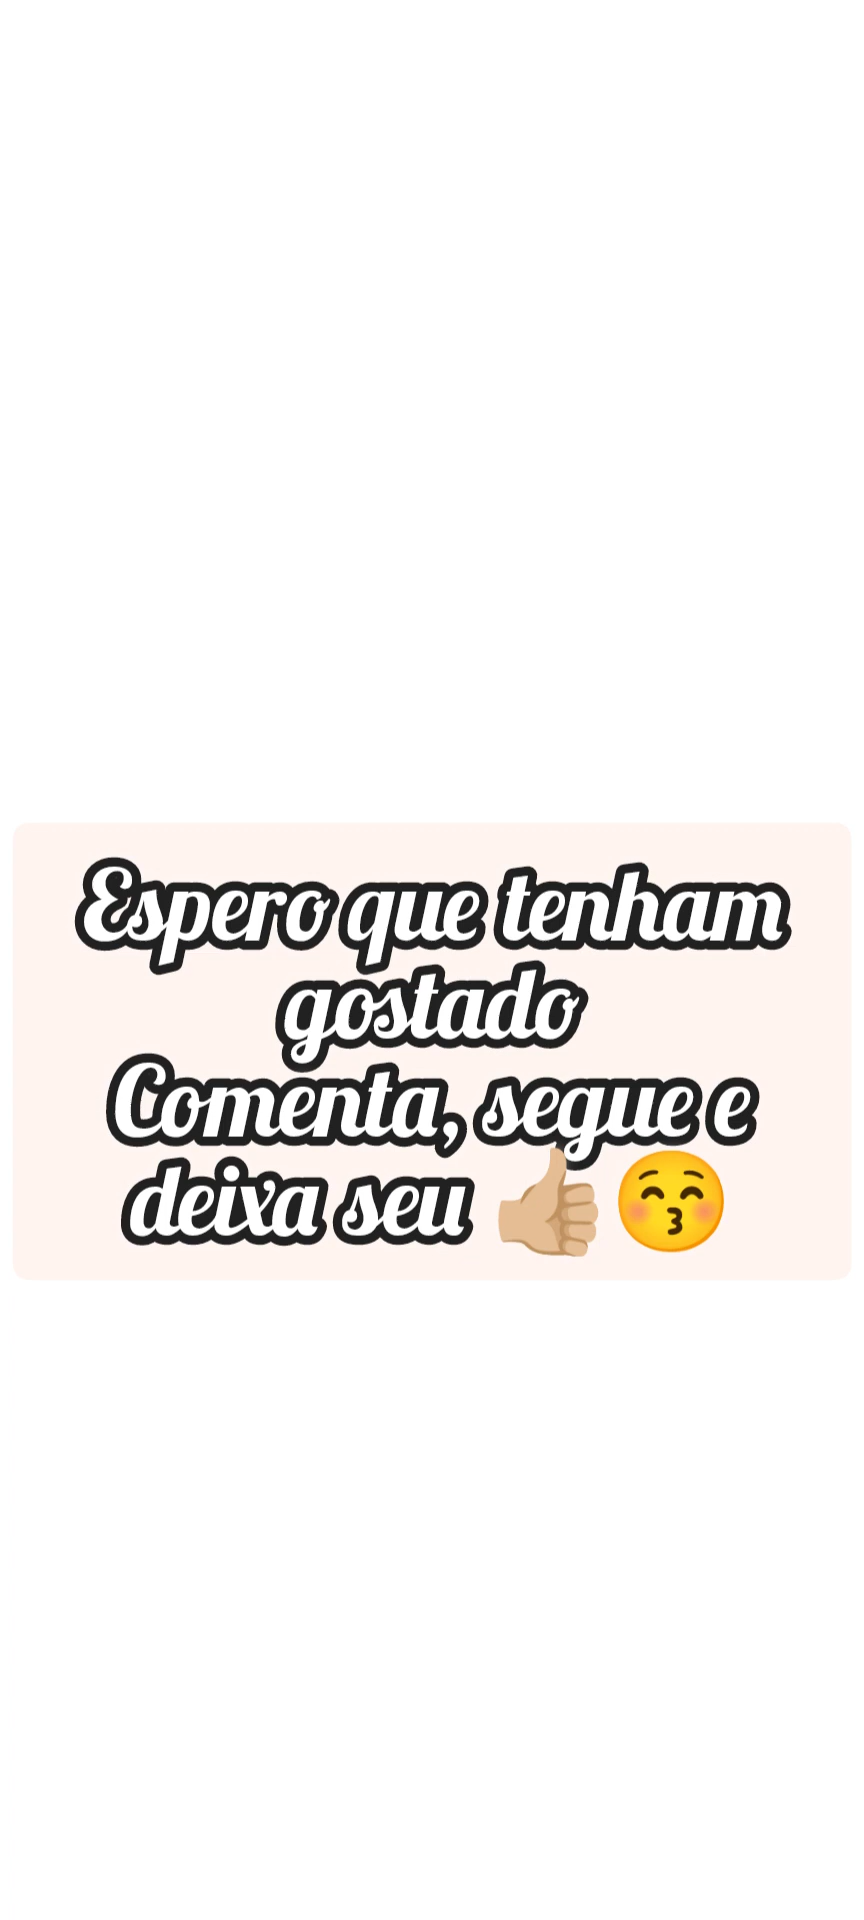 Espero que tenham
gostado
Comenta, segue e
deixa seu 👍🏼😚